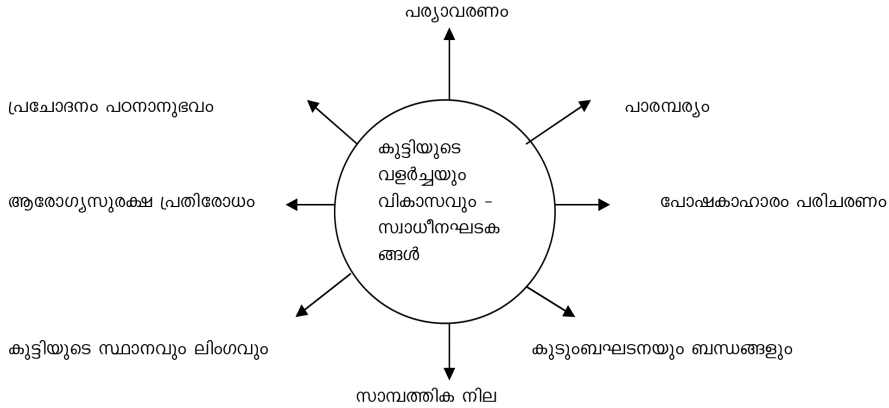 പര്യാവരണം
പ്രചോദനം പഠനാനുഭവം
പാരമ്പര്യം
കുട്ടിയുടെ
വളർച്ചയും
വികാസവും -
സ്വാധീനഘടക
ങ്ങൾ
ആരോഗ്യസുരക്ഷ പ്രതിരോധം
പോഷകാഹാരം പരിചരണം
കുട്ടിയുടെ സ്ഥാനവും ലിംഗവും
കുടുംബഘടനയും ബന്ധങ്ങളും
സാമ്പത്തിക നില